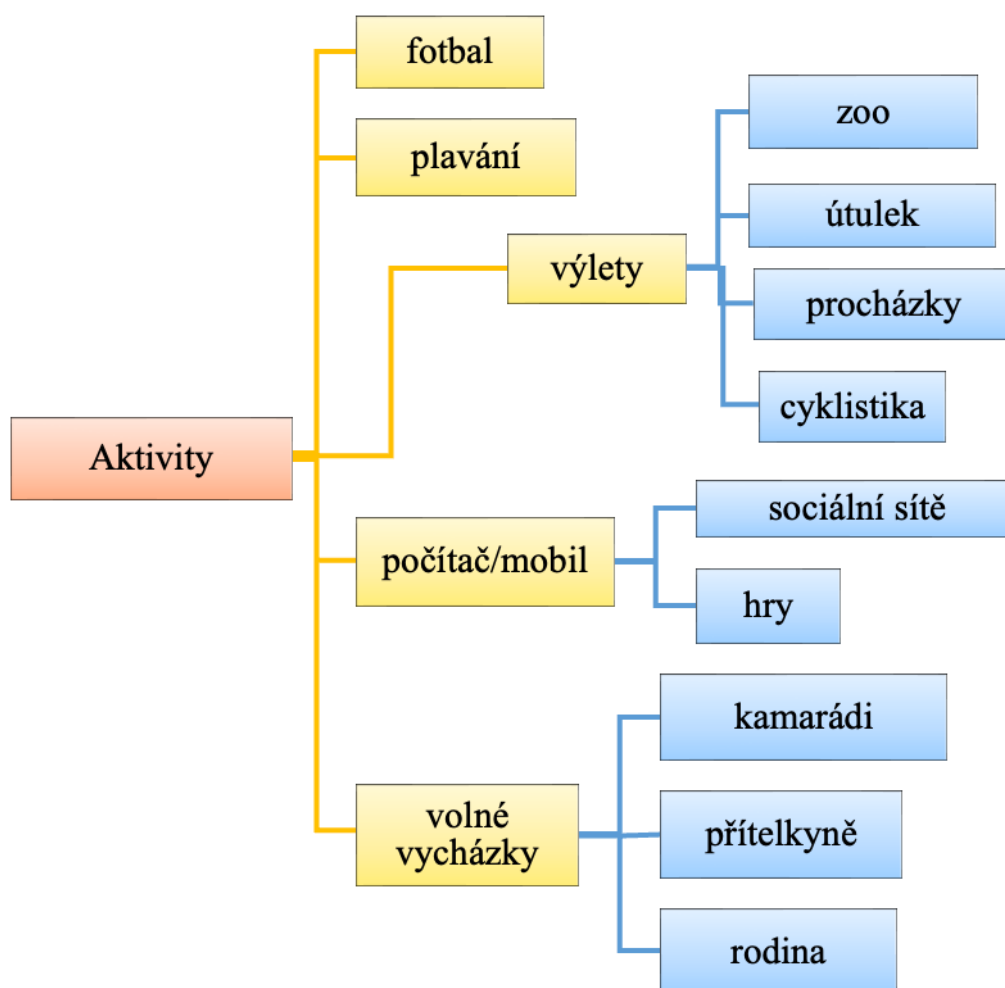 fotbal
plavání
výlety
zoo
útulek
procházky
cyklistika
Aktivity
počítač/mobil
sociální sítě
hry
volné
vycházky
kamarádi
přítelkyně
rodina